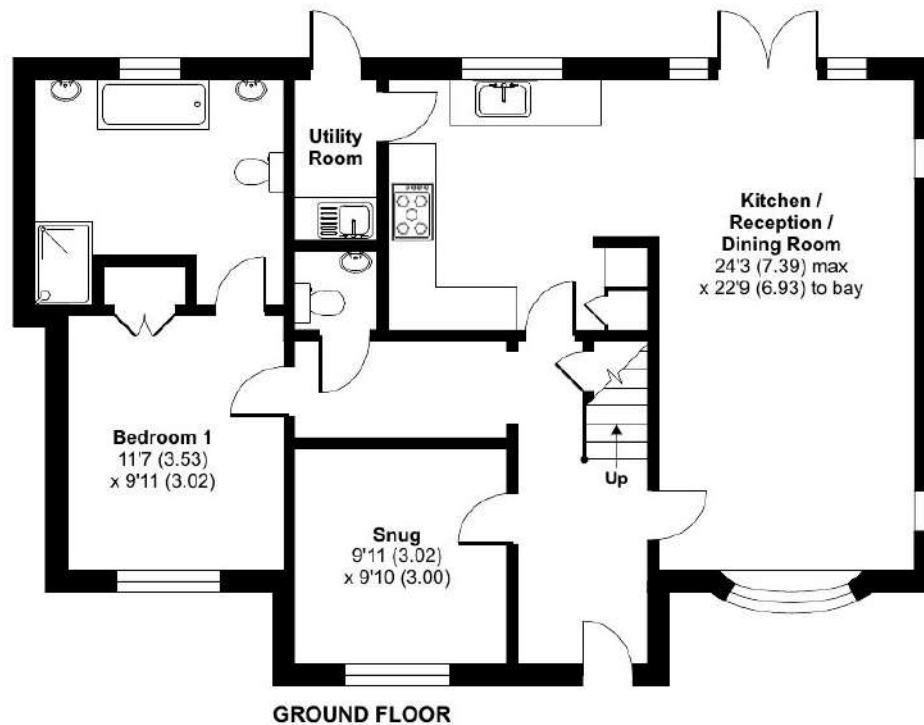 Utility
Room
Kitchen /
Reception /
Dining Room
24'3 (7.39) max
x 22'9 (6.93) to bay
Bedroom 1
11'7 (3.53)
x 9'11 (3.02)
Snug
9'11 (3.02)
x 9'10 (3.00)
Up
GROUND FLOOR